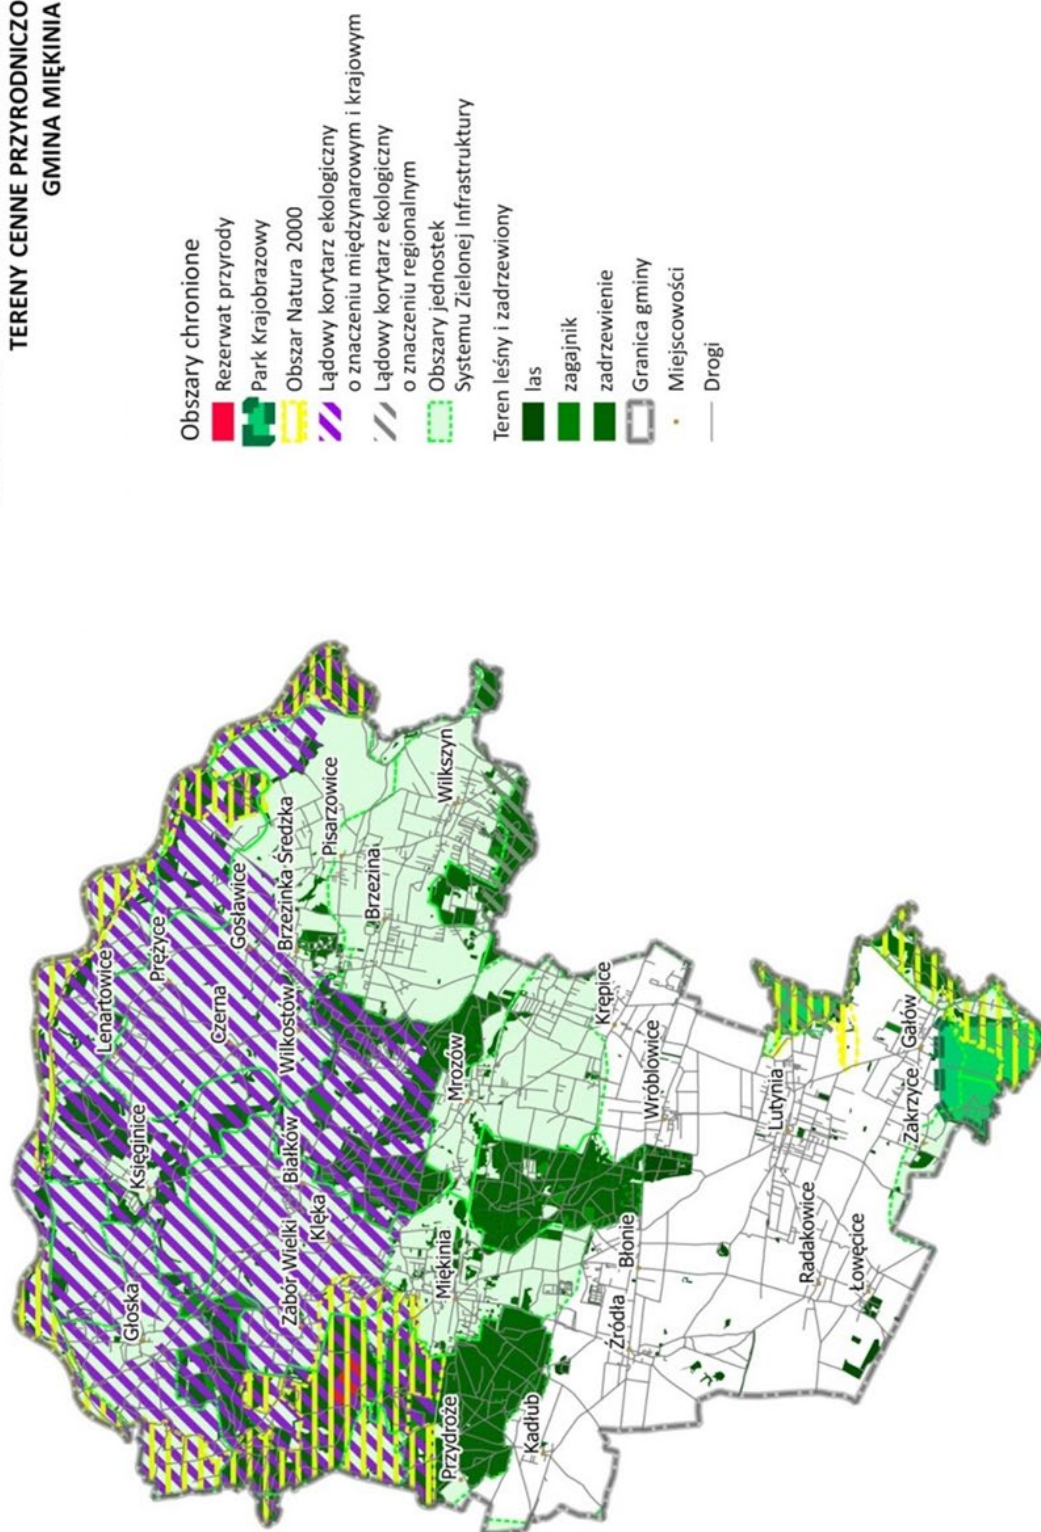 TERENY CENNE PRZYRODNICZO
GMINA MIĘKINIA
Obszary chronione
Rezerwat przyrody
Park Krajobrazowy
Obszar Natura 2000
Lądowy korytarz ekologiczny
o znaczeniu międzynarowym i krajowym
Lądowy korytarz ekologiczny
o znaczeniu regionalnym
Obszary jednostek
Systemu Zielonej Infrastruktury
Teren leśny i zadrzewiony
las
zagajnik
zadrzewienie
Granica gminy
Miejscowości
Drogi
Lenartowice
Prężyce
Księginice
Głoska
Czerna
Gosławice
Brzezinka Średzka
Wilkostów
Białków
Zabór Wielki
Klęka
Pisarzowice
Brzezina
Wilkszyn
Mrozów
Miękinia
Przydroże
Kadłub
Krępice
Wróblowice
Błonie
Źródła
Lutynia
Radakowice
Łowęcice
Zakrzyce
Gałów